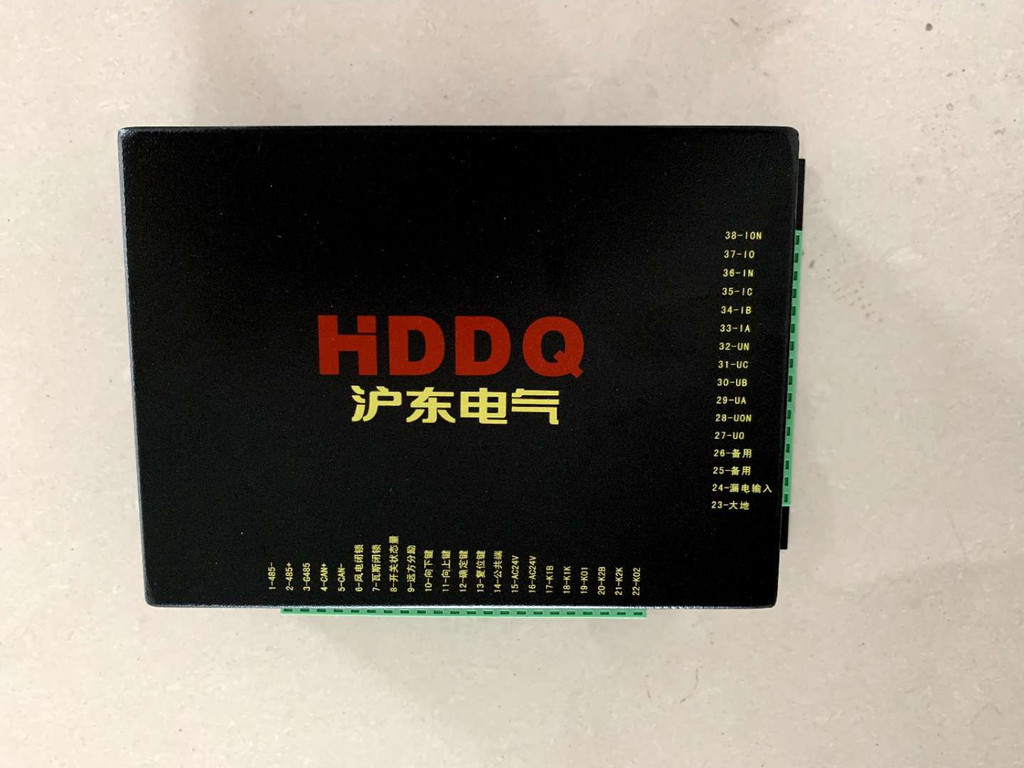 HDDQ
沪东电气
38-ION
37-IO
36-IN
35-IC
34-IB
33-IA
32-UN
31-UC
30-UB
29-UA
28-UON
27-UO
26-备用
25-备用
24-漏电输入
23-大地
1-485-
2-485+
3-G485
4-CAN+
5-CAN-
6-风电闭锁
7-瓦斯闭锁
8-开关状态量
9-远方分励
10-向下键
11-向上键
12-确定键
13-复位键
14-公共端
15-AC24V
16-AC24V
17-K1B
18-K1K
19-KO1
20-K2B
21-K2K
22-KO2